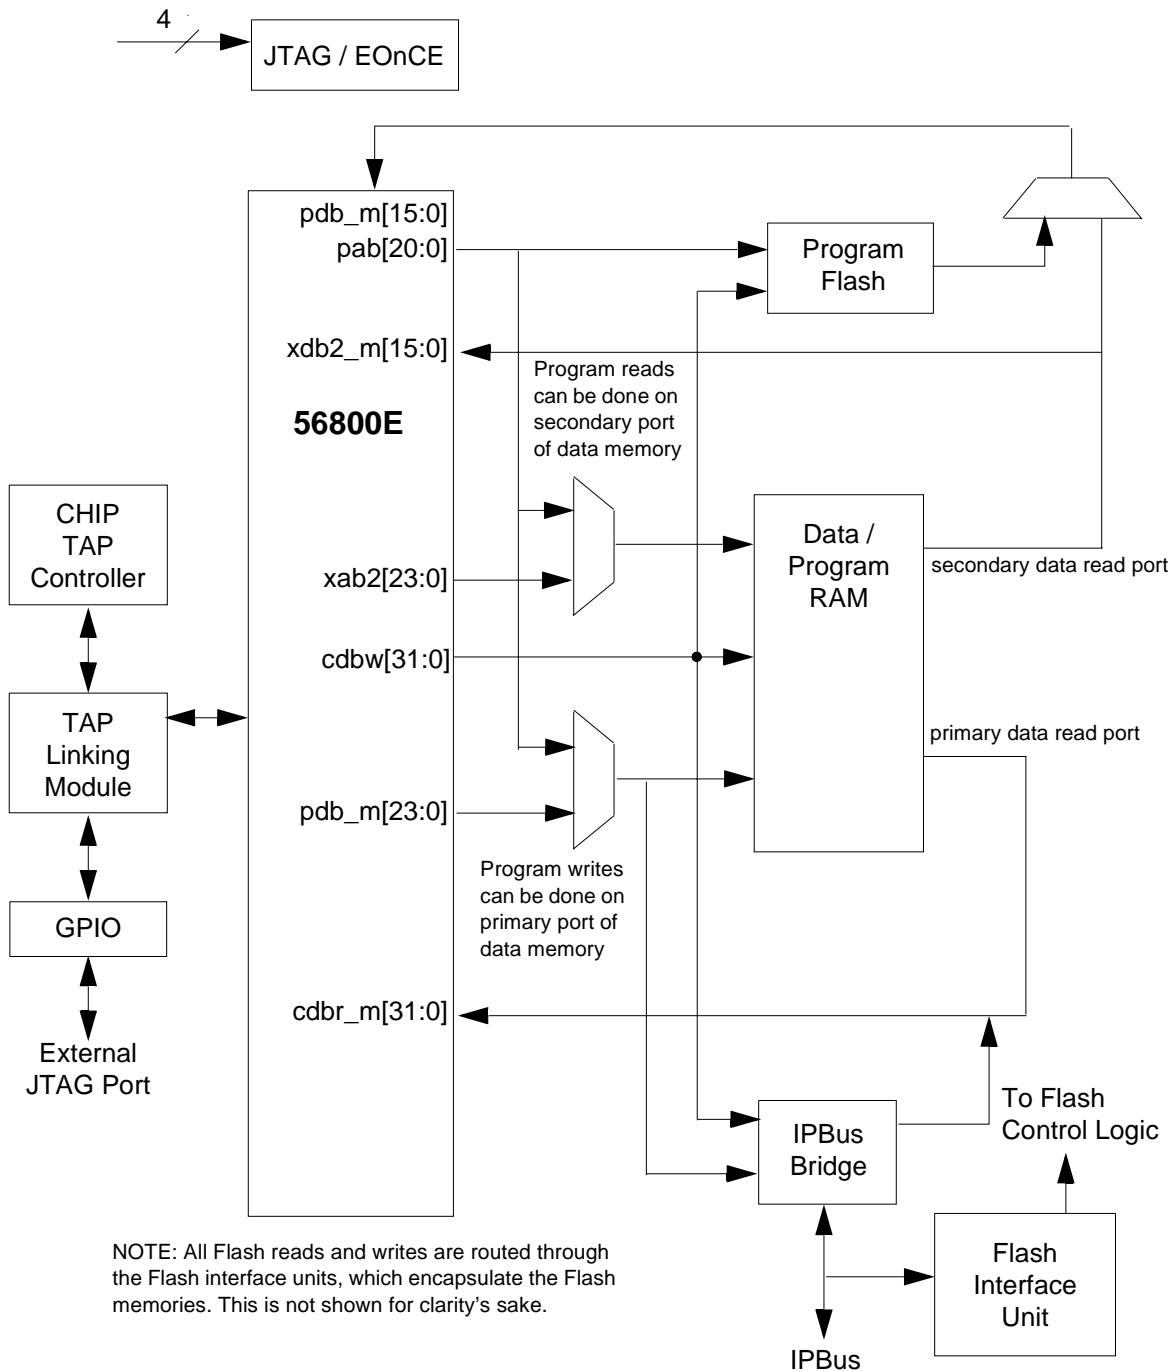 4
JTAG / EOnCE
pdb_m[15:0]
pab[20:0]
Program
Flash
xdb2_m[15:0]
Program reads
can be done on
secondary port
of data memory
56800E
CHIP
TAP
Controller
Data /
Program
RAM
secondary data read port
xab2[23:0]
cdbw[31:0]
TAP
Linking
Module
primary data read port
pdb_m[23:0]
Program writes
can be done on
primary port of
data memory
GPIO
cdbr_m[31:0]
External
JTAG Port
To Flash
Control Logic
IPBus
Bridge
Flash
Interface
Unit
NOTE: All Flash reads and writes are routed through
the Flash interface units, which encapsulate the Flash
memories. This is not shown for clarity's sake.
IPBus